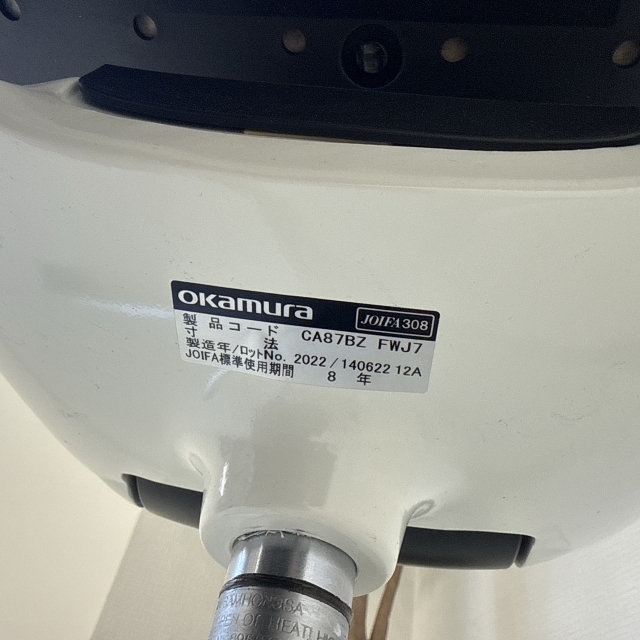 okamura
JOIFA308
製品コード CA87BZ FWJ7
寸法
製造年/ロットNo. 2022/140622 12A
JOIFA標準使用期間 8年